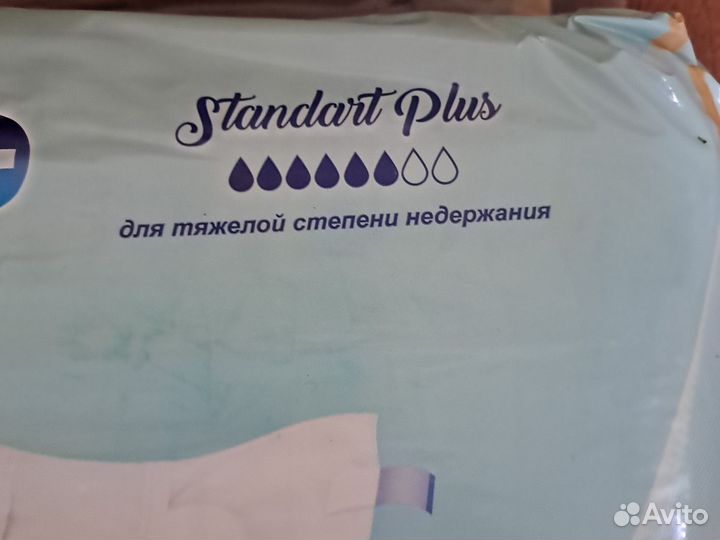 Standart Plus
для тяжелой степени недержания
Avito